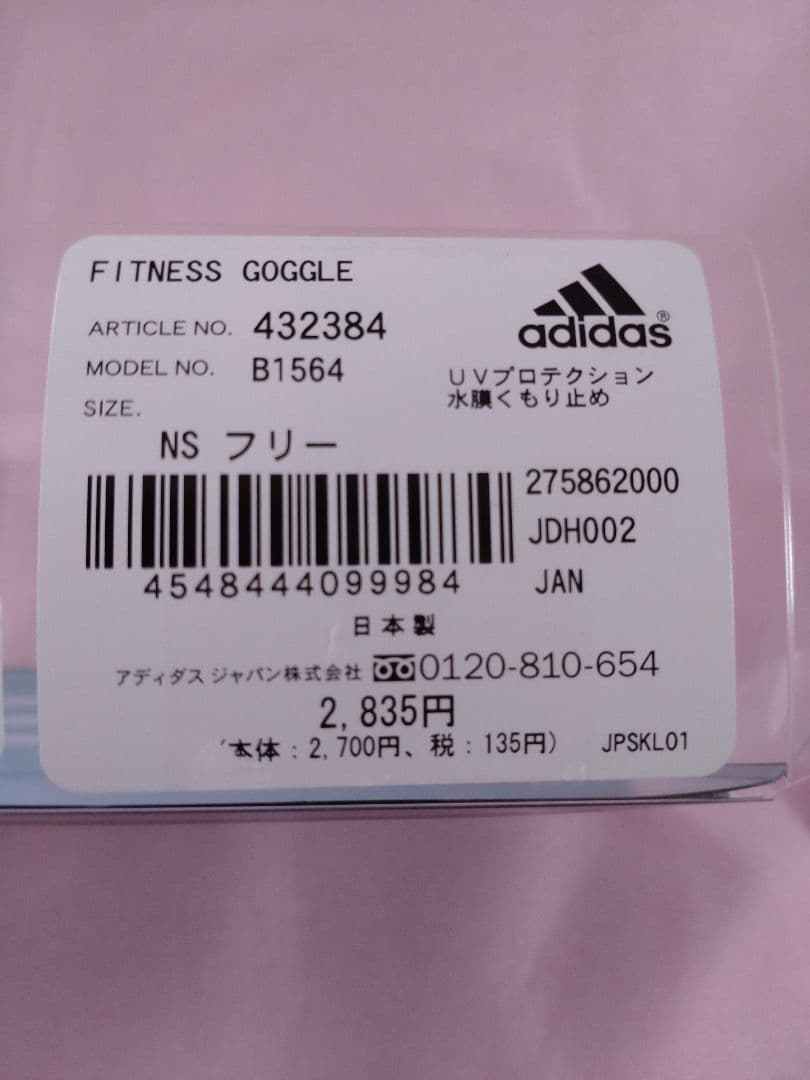 FITNESS GOGGLE
ARTICLE NO. 432384
adidas®
MODEL NO. B1564
UVプロテクション
水膜くもり止め
SIZE.
NS フリー
275862000
JDH002
4548444099984 JAN
日本製
アディダス ジャパン株式会社 0120-810-654
2,835円
(本体:2,700円、税:135円) JPSKL01